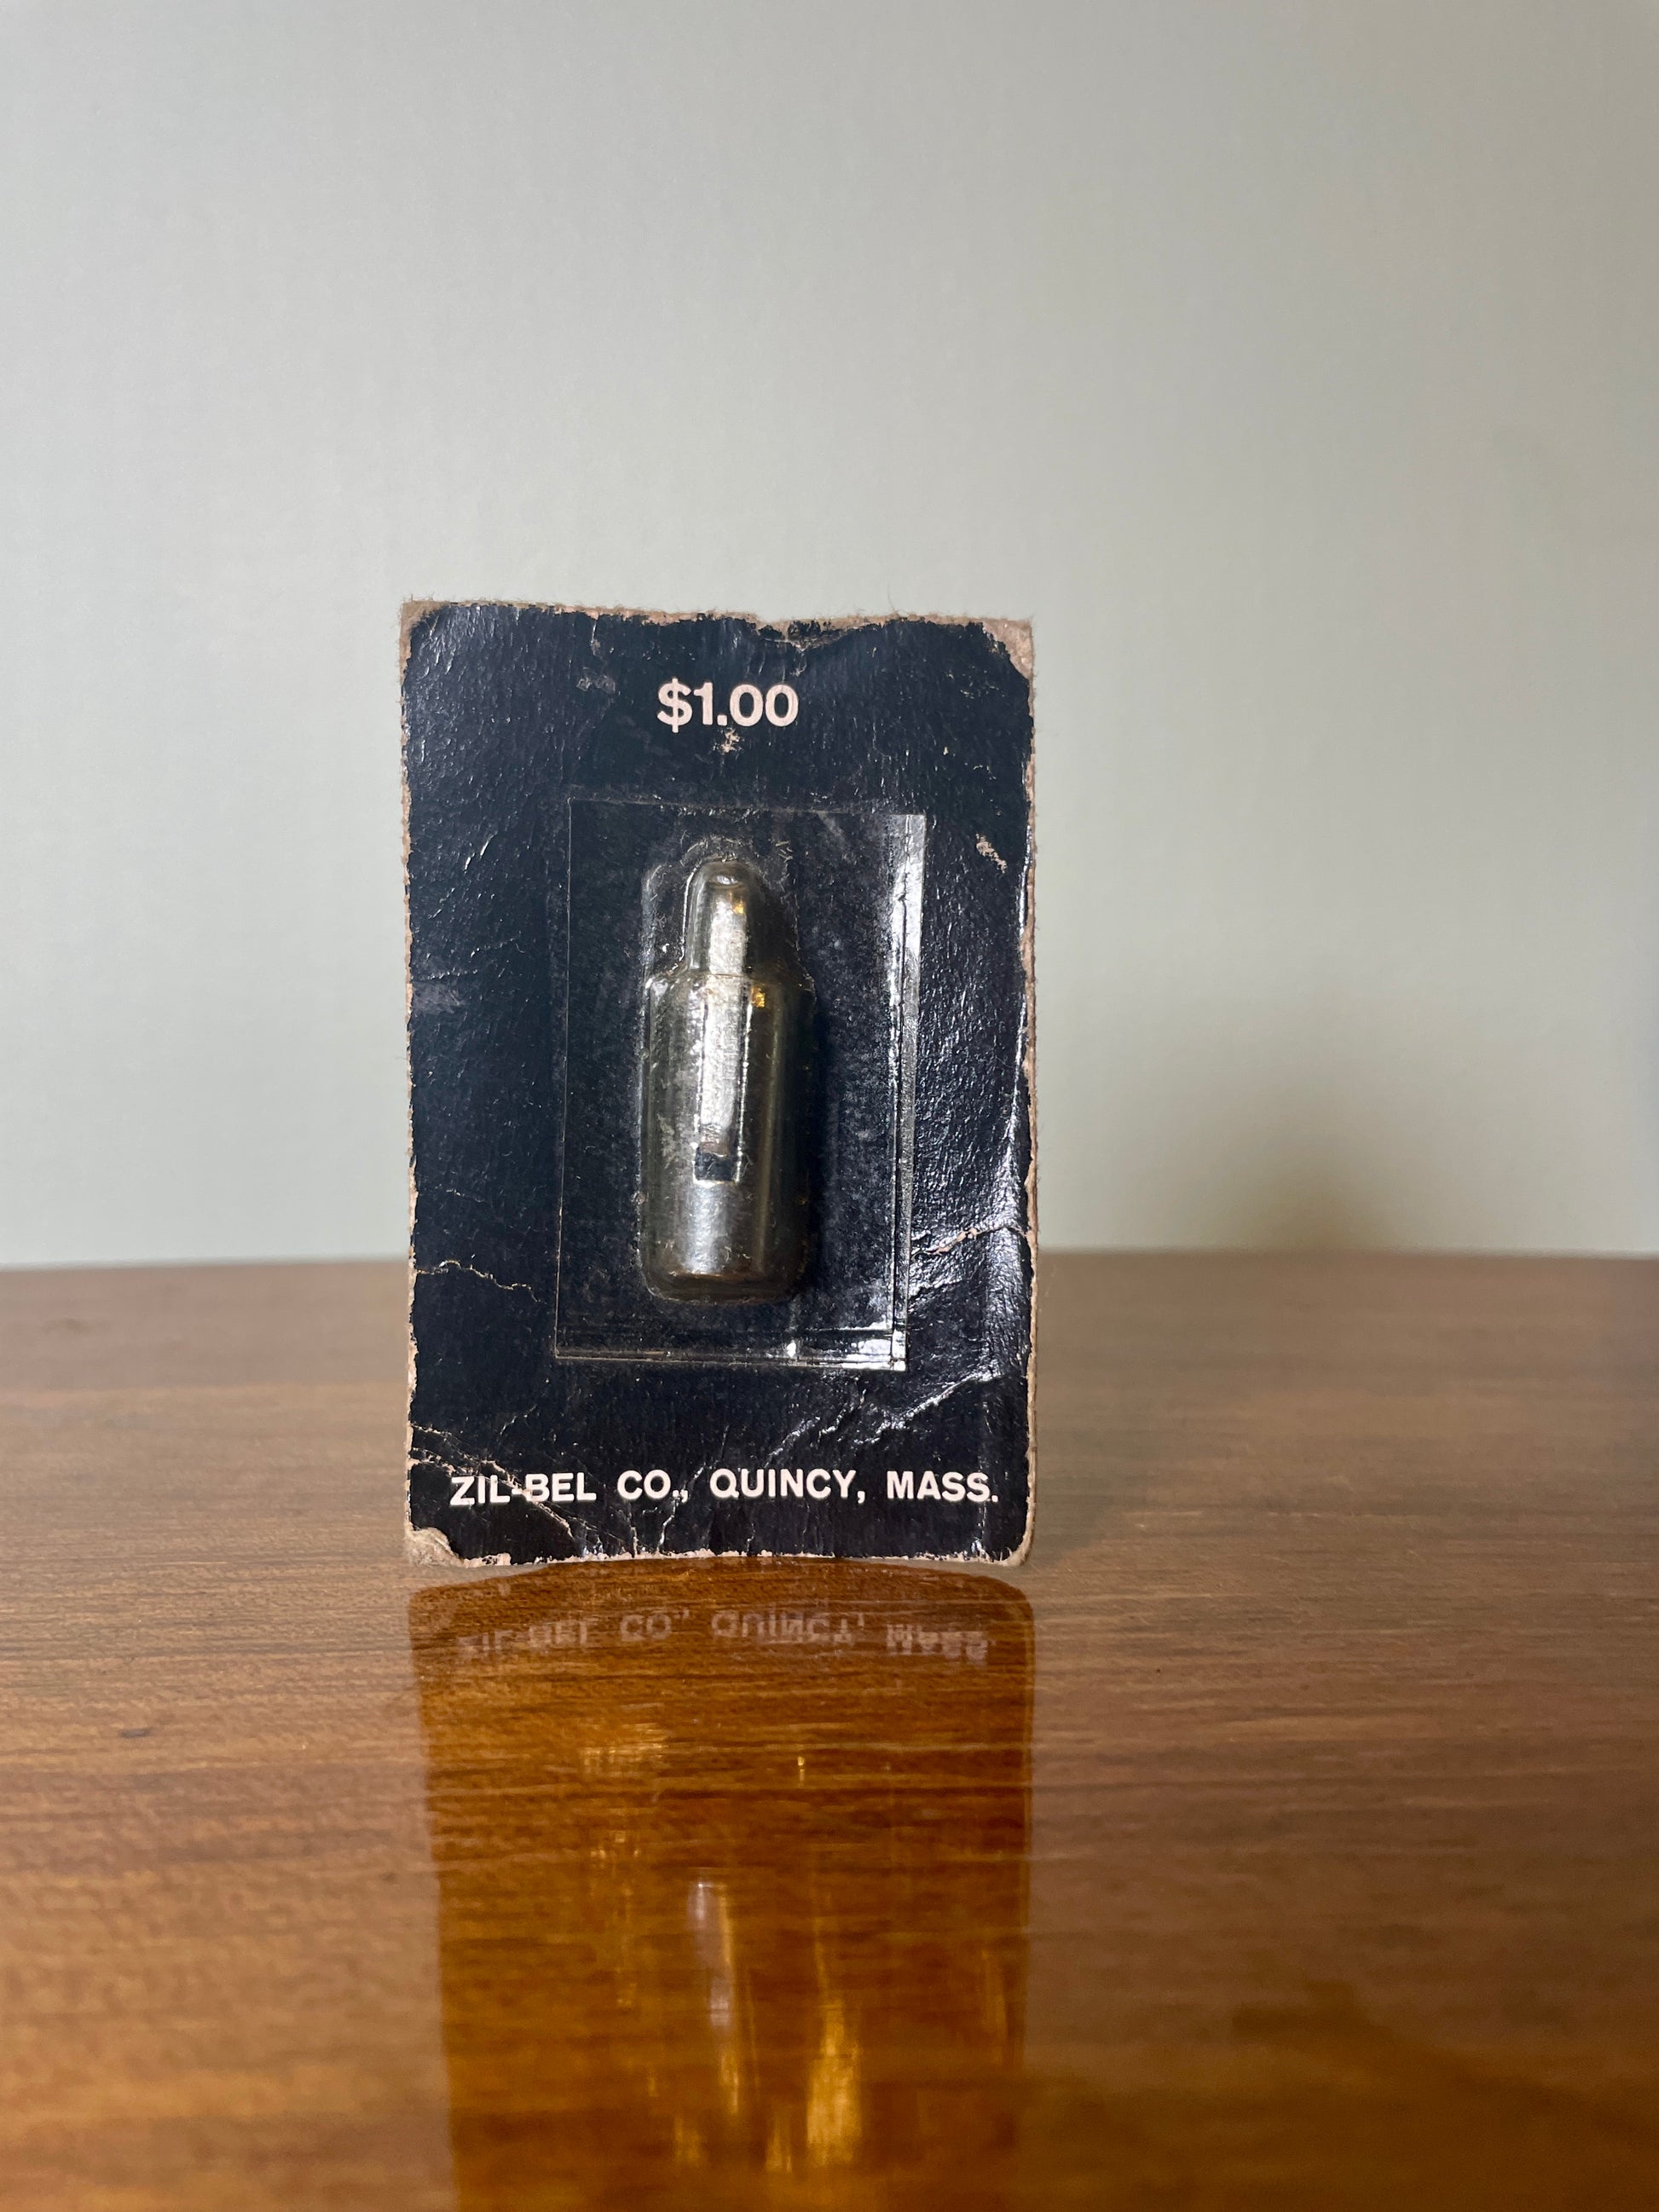 $1.00
ZIL-BEL CO., QUINCY, MASS.